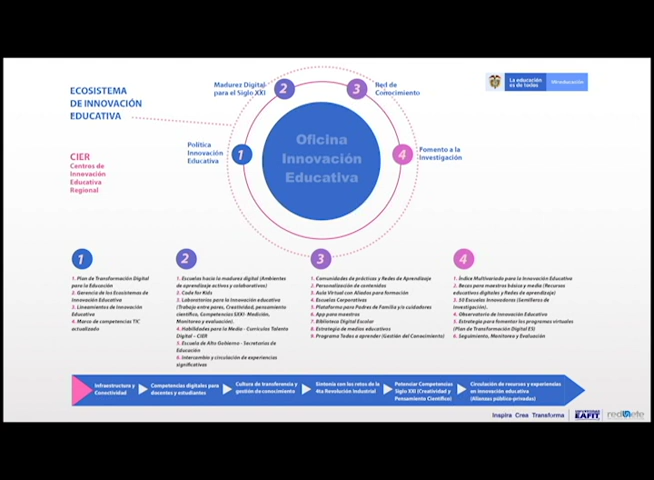 ECOSISTEMA
DE INNOVACIÓN
EDUCATIVA
CIER
Centros de
Innovación
Educativa
Regional
Madurez Digital
para el Siglo XXI
2
3
Red de
Conocimiento
La educación
es de todos
Mineducación
Política
Innovación
Educativa
1
Oficina
Innovación
Educativa
4
Fomento a la
Investigación
1
1. Plan de Transformación Digital
para la Educación
2. Gerencia de los Ecosistemas de
Innovación Educativa
3. Lineamientos de Innovación
Educativa
4. Marco de competencias TIC
actualizado
2
1. Escuelas hacia la madurez digital (Ambientes
de aprendizaje activos y colaborativos)
2. Code for Kids
3. Laboratorios para la Innovación educativa
(Trabajo entre pares, Creatividad, pensamiento
científico, Competencias SXXI- Medición,
Monitoreo y evaluación).
4. Habilidades para la Media - Currículos Talento
Digital – CIER
5. Escuela de Alto Gobierno - Secretarías de
Educación
6. Intercambio y circulación de experiencias
significativas
3
1. Comunidades de prácticas y Redes de Aprendizaje
2. Personalización de contenidos
3. Aula Virtual con Aliados para formación
4. Escuelas Corporativas
5. Plataforma para Padres de Familia y/o cuidadores
6. App para maestros
7. Biblioteca Digital Escolar
8. Estrategia de medios educativos
9. Programa Todos a aprender (Gestión del Conocimiento)
4
1. Índice Multivariado para la Innovación Educativa
2. Becas para maestros básica y media (Recursos
educativos digitales y Redes de aprendizaje)
3. 50 Escuelas Innovadoras (Semilleros de
Investigación).
4. Observatorio de Innovación Educativa
5. Estrategia para fomentar los programas virtuales
(Plan de Transformación Digital ES)
6. Seguimiento, Monitoreo y Evaluación
Infraestructura y
Conectividad
Competencias digitales para
docentes y estudiantes
Cultura de transferencia y
gestión de conocimiento
Sintonía con los retos de la
4ta Revolución Industrial
Potenciar Competencias
Siglo XXI (Creatividad y
Pensamiento Científico)
Circulación de recursos y experiencias
en innovación educativa
(Alianzas público-privadas)
Inspira Crea Transforma
UNIVERSIDAD
EAFIT